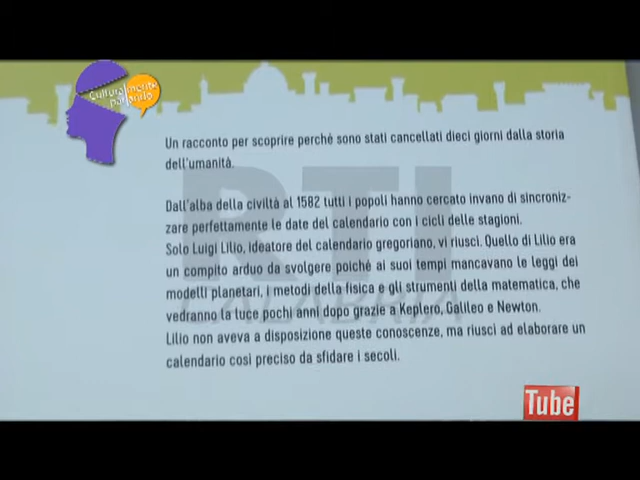 Culturalmente
parlando
Un racconto per scoprire perché sono stati cancellati dieci giorni dalla storia
dell'umanità.
Dall'alba della civiltà al 1582 tutti i popoli hanno cercato invano di sincroniz-
zare perfettamente le date del calendario con i cicli delle stagioni.
Solo Luigi Lilio, ideatore del calendario gregoriano, vi riuscì. Quello di Lilio era
un compito arduo da svolgere poiché ai suoi tempi mancavano le leggi dei
modelli planetari, i metodi della fisica e gli strumenti della matematica, che
vedranno la luce pochi anni dopo grazie a Keplero, Galileo e Newton.
Lilio non aveva a disposizione queste conoscenze, ma riuscì ad elaborare un
calendario così preciso da sfidare i secoli.
RTI
CALABRIA
Tube